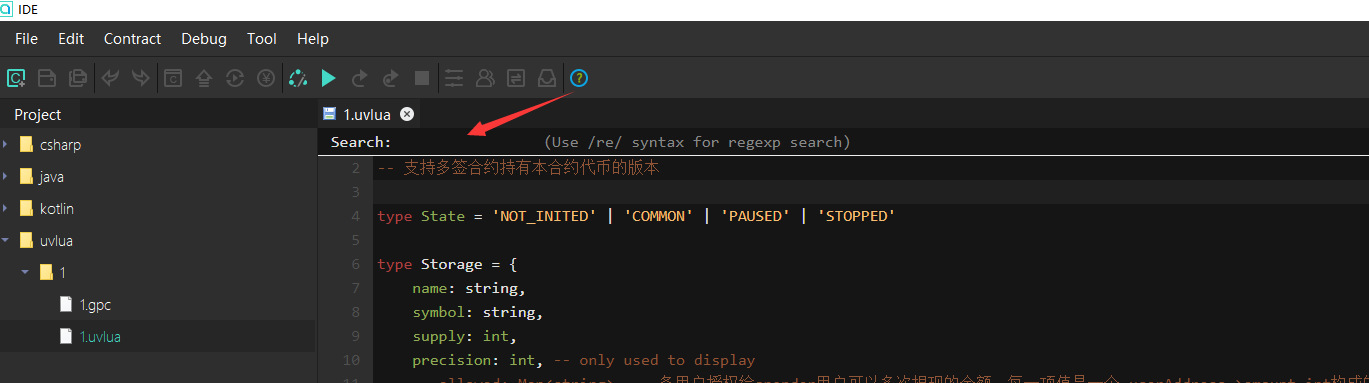 IDE
File Edit Contract Debug Tool Help
Project
1.uvlua
csharp
java
kotlin
uvlua
1
1.gpc
1.uvlua
Search: (Use /re/ syntax for regexp search)
2 -- 支持多签合约持有本合约代币的版本
3
4 type State = 'NOT_INITED' | 'COMMON' | 'PAUSED' | 'STOPPED'
5
6 type Storage = {
7 name: string,
8 symbol: string,
9 supply: int,
10 precision: int, -- only used to display